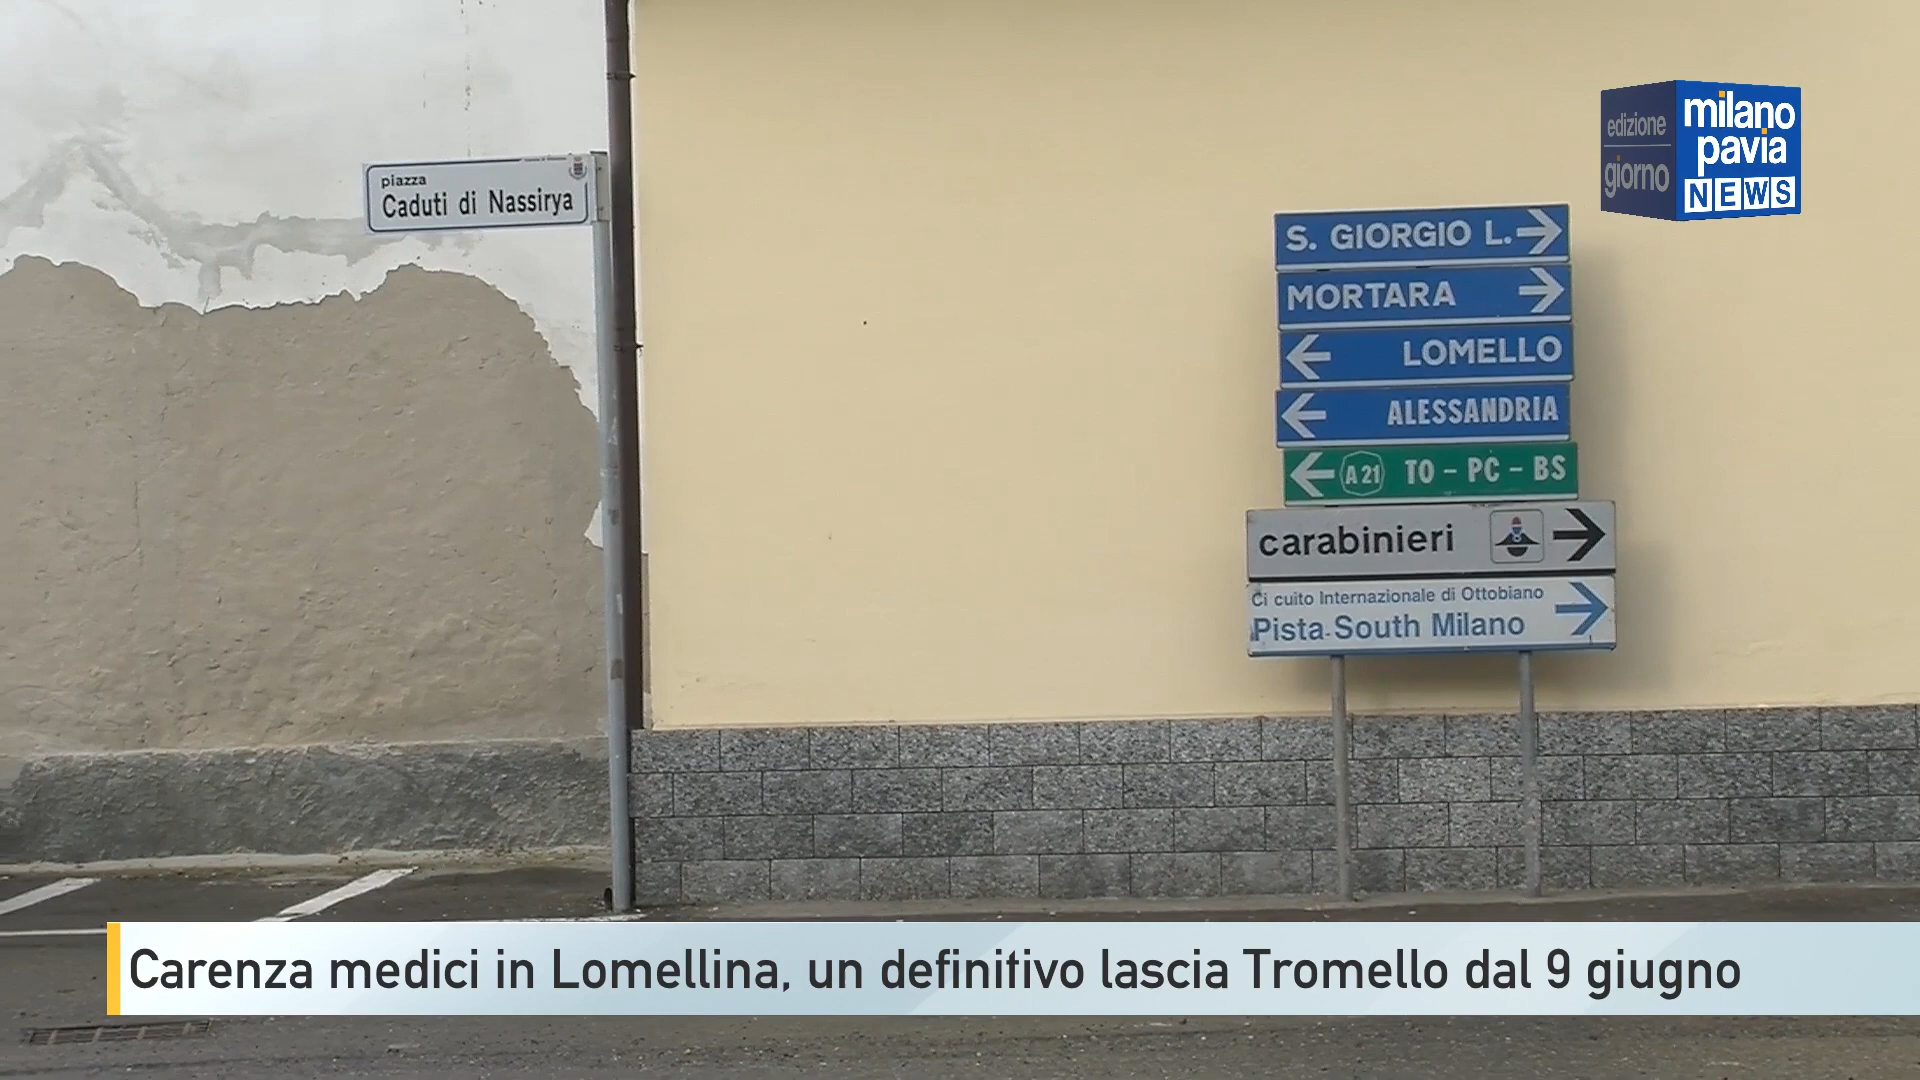 piazza
Caduti di Nassirya
edizione
giorno
milano
pavia
NEWS
S. GIORGIO L.
MORTARA
LOMELLO
ALESSANDRIA
A 21 TO - PC - BS
carabinieri
Ci cuito Internazionale di Ottobiano
Pista South Milano
Carenza medici in Lomellina, un definitivo lascia Tromello dal 9 giugno